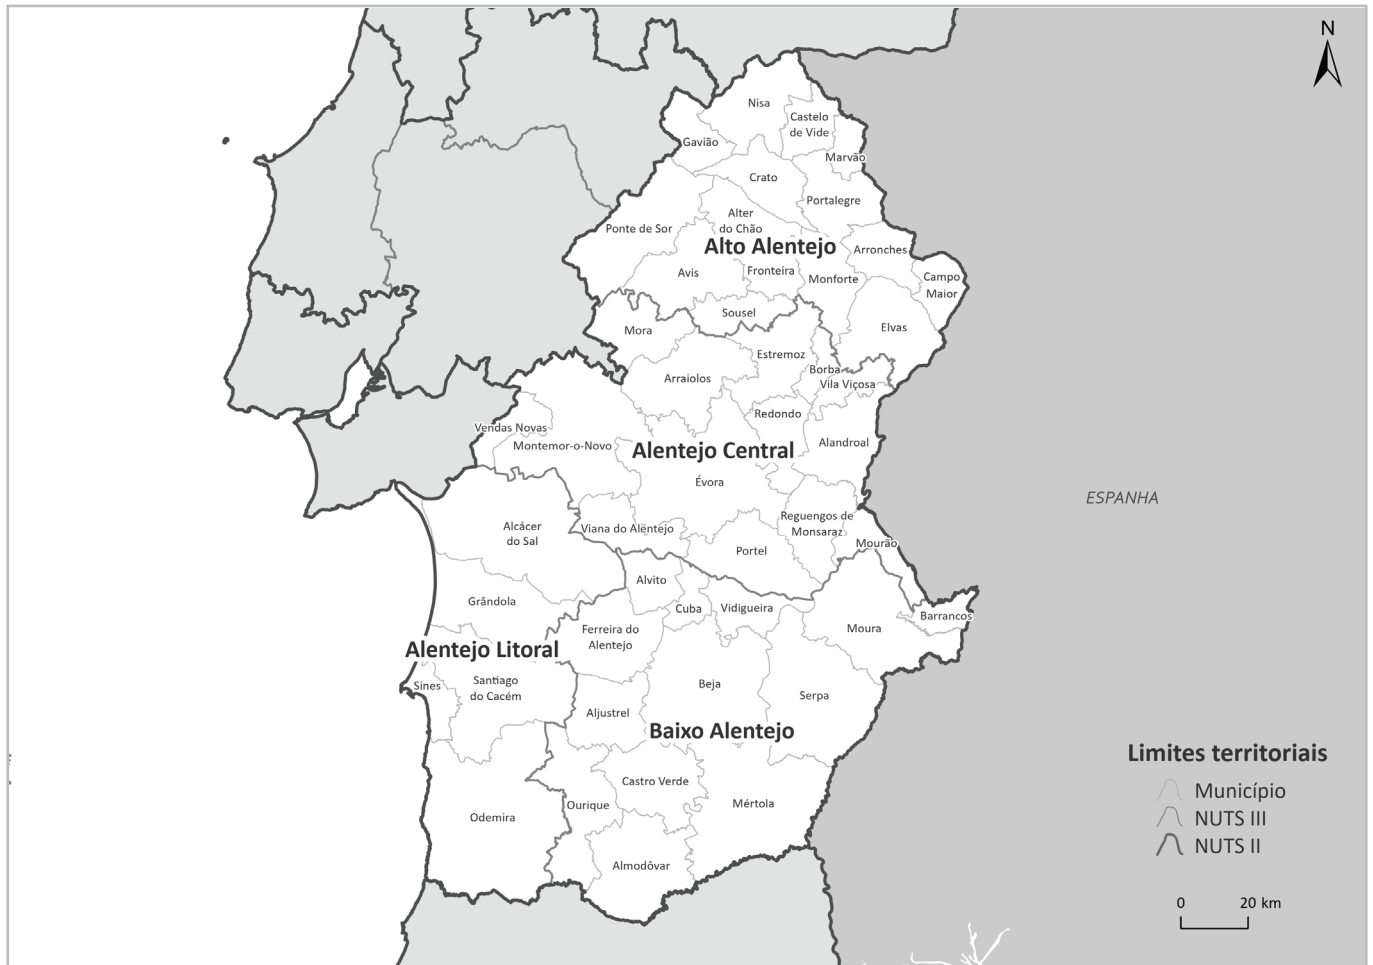 N
Nisa
Castelo
de Vide
Gavião
Marvão
Crato
Portalegre
Alter
do Chão
Ponte de Sor
Alto Alentejo
Arronches
Avis
Fronteira
Monforte
Campo
Maior
Sousel
Elvas
Mora
Estremoz
Borba
Arraiolos
Vila Viçosa
Redondo
Vendas Novas
Montemor-o-Novo
Alandroal
Alentejo Central
Évora
ESPANHA
Reguengos de
Monsaraz
Alcácer
do Sal
Viana do Alentejo
Portel
Mourão
Alvito
Grândola
Cuba
Vidigueira
Barrancos
Ferreira do
Alentejo
Moura
Alentejo Litoral
Sines
Santiago
do Cacém
Beja
Serpa
Aljustrel
Baixo Alentejo
Castro Verde
Ourique
Mértola
Odemira
Almodôvar
Limites territoriais
Município
NUTS III
NUTS II
0 20 km